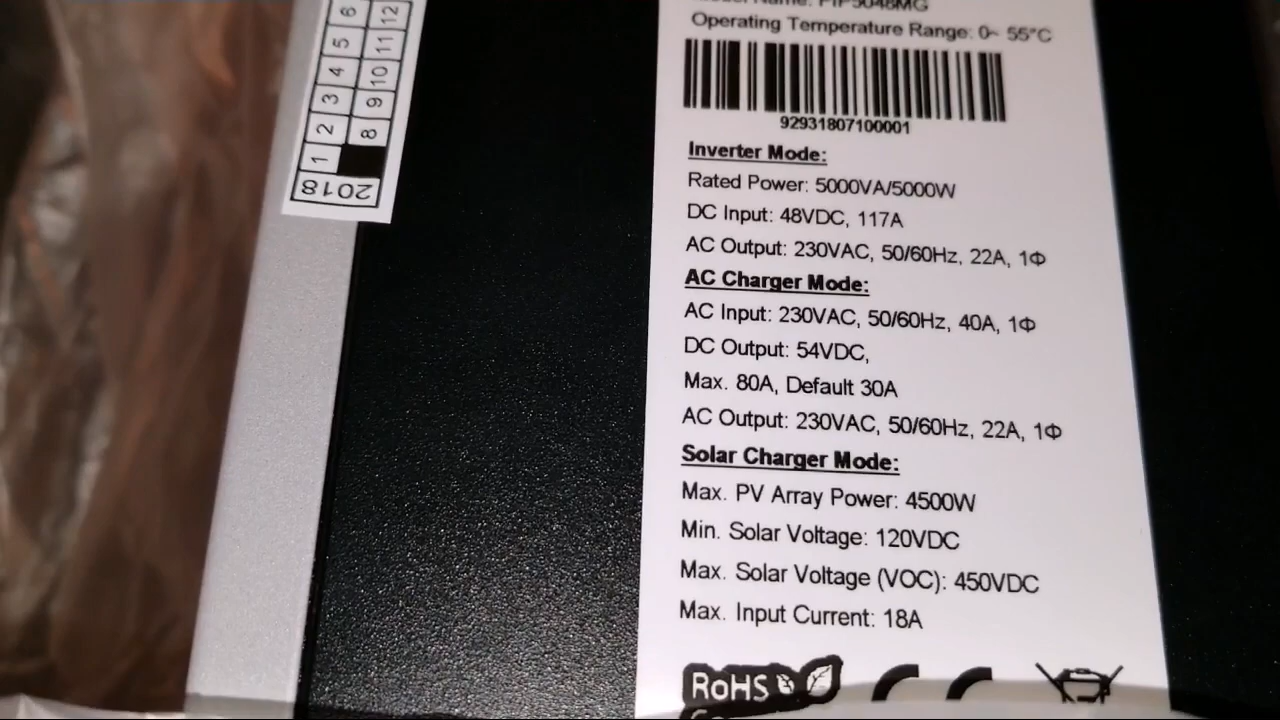 6 12
5 11
4 10
3 9
2 8
1
2018
Model Name: PIP5048MG
Operating Temperature Range: 0~ 55°C
92931807100001
Inverter Mode:
Rated Power: 5000VA/5000W
DC Input: 48VDC, 117A
AC Output: 230VAC, 50/60Hz, 22A, 1Φ
AC Charger Mode:
AC Input: 230VAC, 50/60Hz, 40A, 1Φ
DC Output: 54VDC,
Max. 80A, Default 30A
AC Output: 230VAC, 50/60Hz, 22A, 1Φ
Solar Charger Mode:
Max. PV Array Power: 4500W
Min. Solar Voltage: 120VDC
Max. Solar Voltage (VOC): 450VDC
Max. Input Current: 18A
RoHS
CE